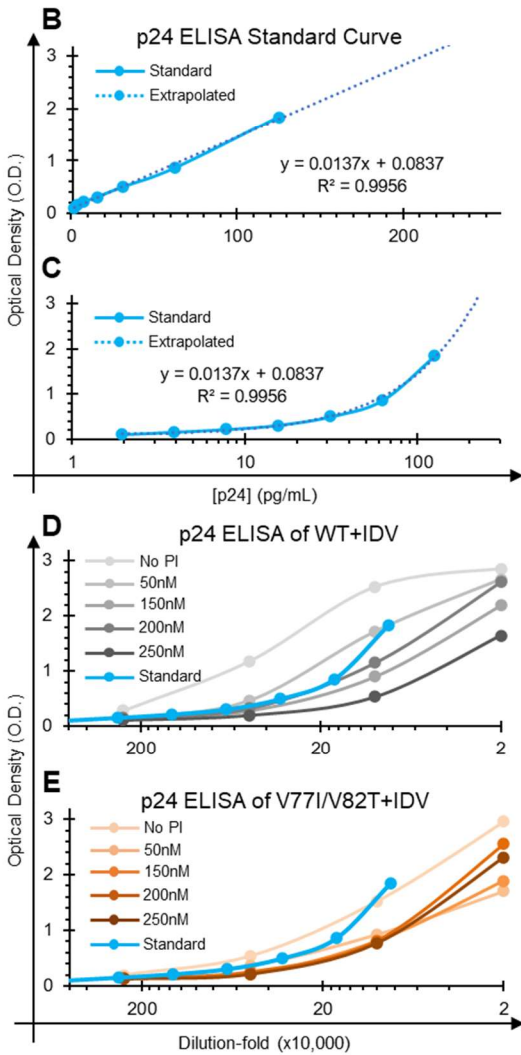 B
p24 ELISA Standard Curve
3
2
1
0
Standard
Extrapolated
y = 0.0137x + 0.0837
R² = 0.9956
0
100
200
Optical Density (O.D.)
C
3
2
1
0
Standard
Extrapolated
y = 0.0137x + 0.0837
R² = 0.9956
1
10
100
[p24] (pg/mL)
D
p24 ELISA of WT+IDV
3
2
1
0
No PI
50nM
150nM
200nM
250nM
Standard
200
20
2
Optical Density (O.D.)
E
p24 ELISA of V77I/V82T+IDV
3
2
1
0
No PI
50nM
150nM
200nM
250nM
Standard
200
20
2
Dilution-fold (x10,000)